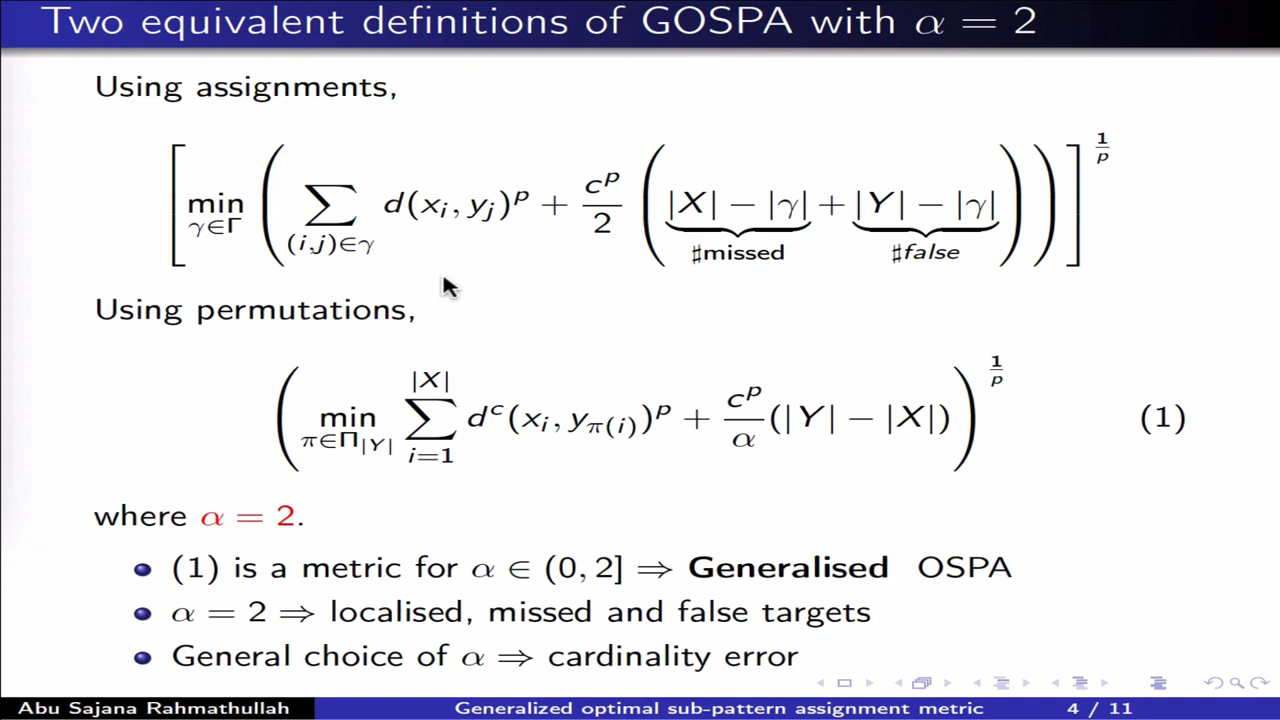 Two equivalent definitions of GOSPA with α = 2
Using assignments,
[ min_{γ∈Γ} ( ∑_{(i,j)∈γ} d(x_i, y_j)^p + c^p/2 ( |X| − |γ| + |Y| − |γ| ) ) ]^{1/p}
♯missed ♯false
Using permutations,
( min_{π∈Π_{|Y|}} ∑_{i=1}^{|X|} d^c(x_i, y_{π(i)})^p + c^p/α (|Y| − |X|) )^{1/p} (1)
where α = 2.
(1) is a metric for α ∈ (0, 2] ⇒ Generalised OSPA
α = 2 ⇒ localised, missed and false targets
General choice of α ⇒ cardinality error
Abu Sajana Rahmathullah Generalized optimal sub-pattern assignment metric 4 / 11